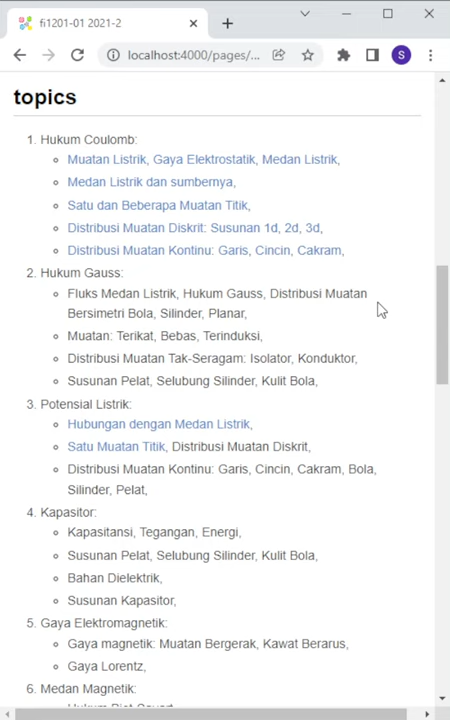 fi1201-01 2021-2
localhost:4000/pages/...
S
topics
1. Hukum Coulomb:
Muatan Listrik, Gaya Elektrostatik, Medan Listrik,
Medan Listrik dan sumbernya,
Satu dan Beberapa Muatan Titik,
Distribusi Muatan Diskrit: Susunan 1d, 2d, 3d,
Distribusi Muatan Kontinu: Garis, Cincin, Cakram,
2. Hukum Gauss:
Fluks Medan Listrik, Hukum Gauss, Distribusi Muatan
Bersimetri Bola, Silinder, Planar,
Muatan: Terikat, Bebas, Terinduksi,
Distribusi Muatan Tak-Seragam: Isolator, Konduktor,
Susunan Pelat, Selubung Silinder, Kulit Bola,
3. Potensial Listrik:
Hubungan dengan Medan Listrik,
Satu Muatan Titik, Distribusi Muatan Diskrit,
Distribusi Muatan Kontinu: Garis, Cincin, Cakram, Bola,
Silinder, Pelat,
4. Kapasitor:
Kapasitansi, Tegangan, Energi,
Susunan Pelat, Selubung Silinder, Kulit Bola,
Bahan Dielektrik,
Susunan Kapasitor,
5. Gaya Elektromagnetik:
Gaya magnetik: Muatan Bergerak, Kawat Berarus,
Gaya Lorentz,
6. Medan Magnetik: